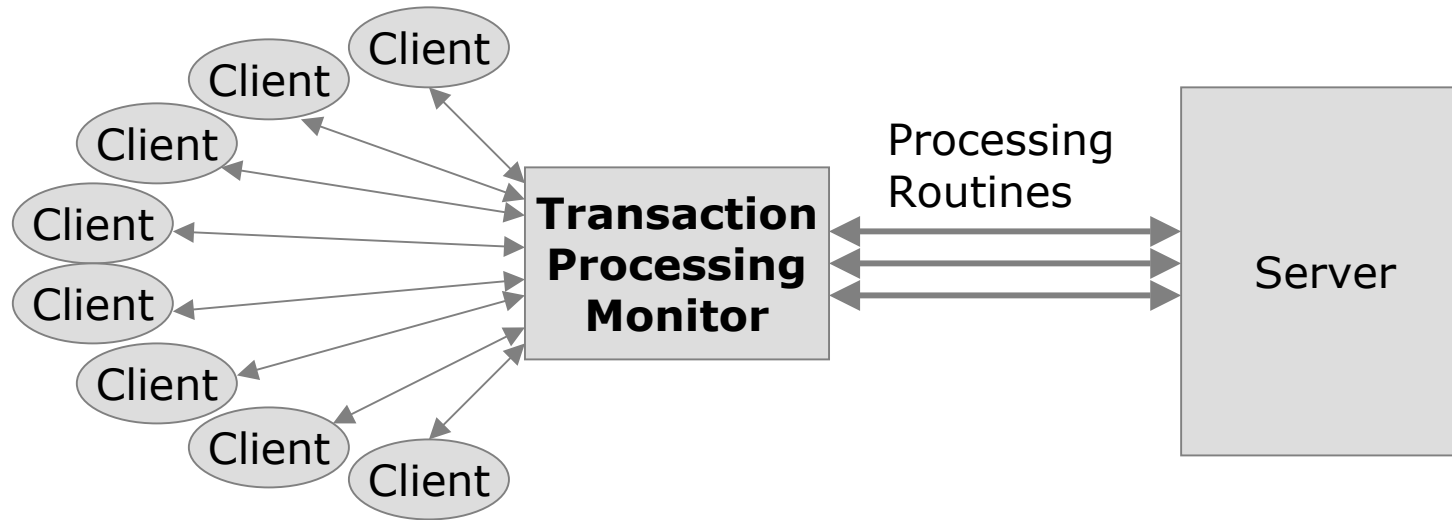 Client
Client
Client
Client
Client
Client
Client
Client
Transaction
Processing
Monitor
Processing
Routines
Server